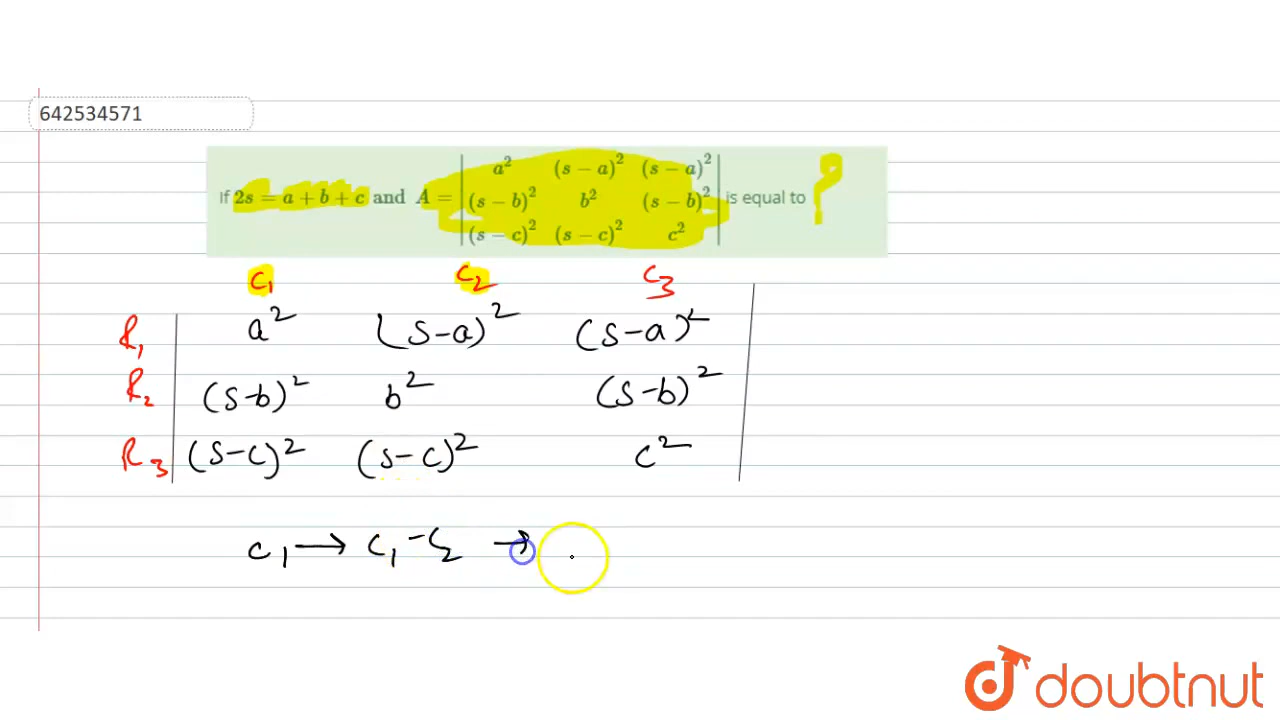 642534571
If 2s = a + b + c and A = | a² (s − a)² (s − a)² |
| (s − b)² b² (s − b)² | is equal to ?
| (s − c)² (s − c)² c² |
C₁ C₂ C₃
R₁ | a² (s-a)² (s-a)² |
R₂ | (s-b)² b² (s-b)² |
R₃ | (s-c)² (s-c)² c² |
C₁ → C₁ - C₂ →
doubtnut